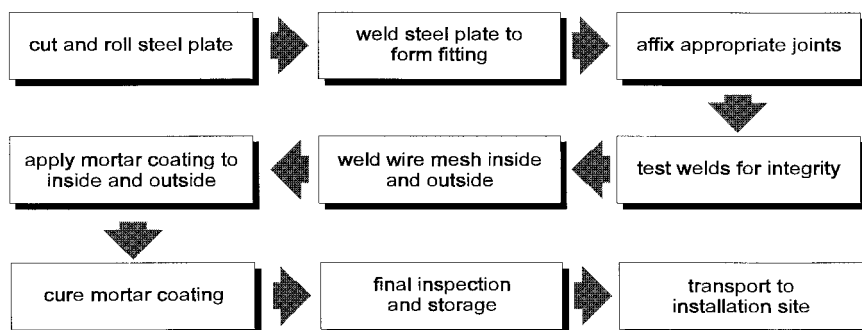 cut and roll steel plate
weld steel plate to
form fitting
affix appropriate joints
apply mortar coating to
inside and outside
weld wire mesh inside
and outside
test welds for integrity
cure mortar coating
final inspection
and storage
transport to
installation site